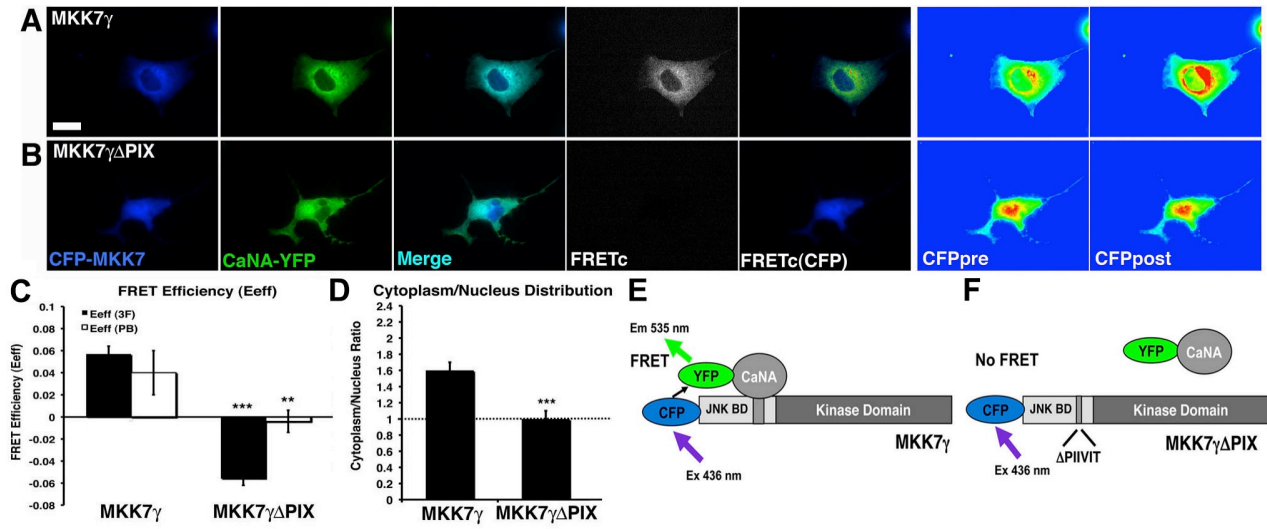 A
MKK7γ
B
MKK7γΔPIX
CFP-MKK7
CaNA-YFP
Merge
FRETc
FRETc(CFP)
CFPpre
CFPpost
C
FRET Efficiency (Eeff)
Eeff (3F)
Eeff (PB)
FRET Efficiency (Eeff)
0.1
0.08
0.06
0.04
0.02
0
-0.02
-0.04
-0.06
-0.08
***
**
MKK7γ
MKK7γΔPIX
D
Cytoplasm/Nucleus Distribution
Cytoplasm/Nucleus Ratio
2.4
2.2
2
1.8
1.6
1.4
1.2
1
0.8
0.6
0.4
0.2
0
***
MKK7γ
MKK7γΔPIX
E
Em 535 nm
FRET
YFP
CaNA
CFP
JNK BD
Kinase Domain
MKK7γ
Ex 436 nm
F
YFP
CaNA
No FRET
CFP
JNK BD
Kinase Domain
ΔPIIVIT
MKK7γΔPIX
Ex 436 nm